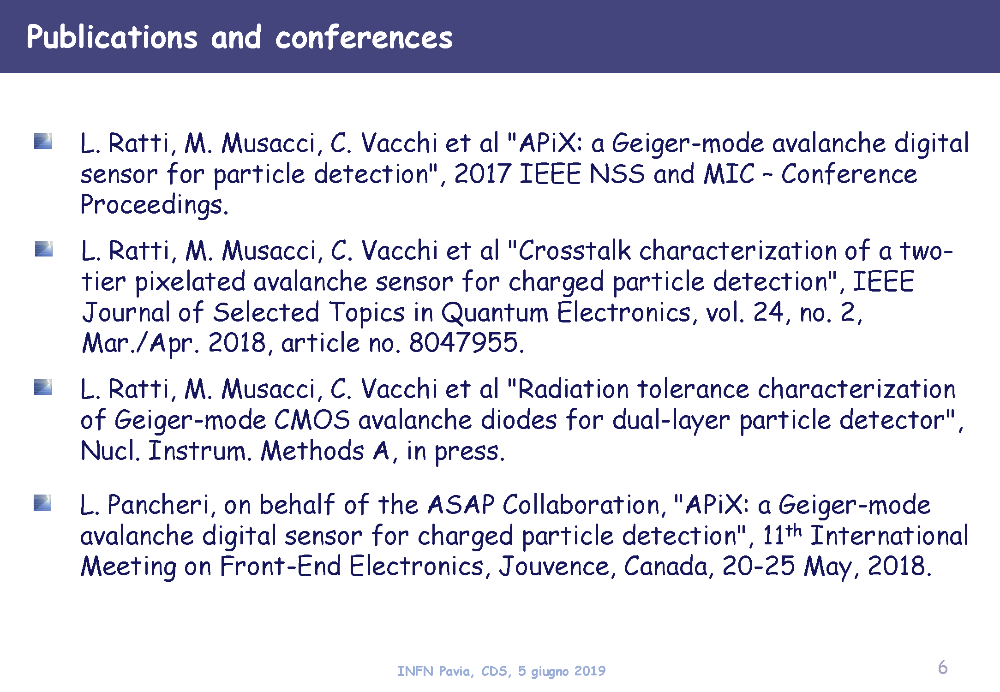 Publications and conferences
L. Ratti, M. Musacci, C. Vacchi et al "APiX: a Geiger-mode avalanche digital
sensor for particle detection", 2017 IEEE NSS and MIC – Conference
Proceedings.
L. Ratti, M. Musacci, C. Vacchi et al "Crosstalk characterization of a two-
tier pixelated avalanche sensor for charged particle detection", IEEE
Journal of Selected Topics in Quantum Electronics, vol. 24, no. 2,
Mar./Apr. 2018, article no. 8047955.
L. Ratti, M. Musacci, C. Vacchi et al "Radiation tolerance characterization
of Geiger-mode CMOS avalanche diodes for dual-layer particle detector",
Nucl. Instrum. Methods A, in press.
L. Pancheri, on behalf of the ASAP Collaboration, "APiX: a Geiger-mode
avalanche digital sensor for charged particle detection", 11th International
Meeting on Front-End Electronics, Jouvence, Canada, 20-25 May, 2018.
INFN Pavia, CDS, 5 giugno 2019
6